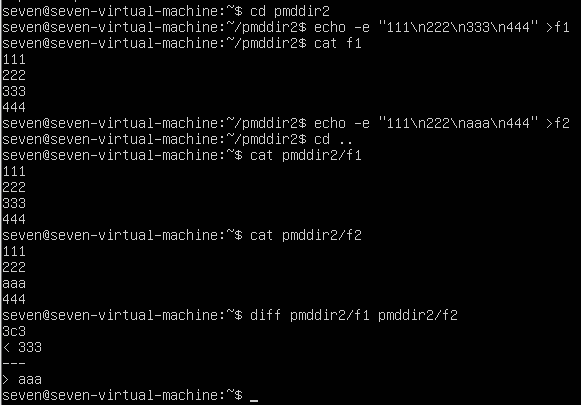 seven@seven-virtual-machine:~$ cd pmddir2
seven@seven-virtual-machine:~/pmddir2$ echo -e "111\n222\n333\n444" >f1
seven@seven-virtual-machine:~/pmddir2$ cat f1
111
222
333
444
seven@seven-virtual-machine:~/pmddir2$ echo -e "111\n222\naaa\n444" >f2
seven@seven-virtual-machine:~/pmddir2$ cd ..
seven@seven-virtual-machine:~$ cat pmddir2/f1
111
222
333
444
seven@seven-virtual-machine:~$ cat pmddir2/f2
111
222
aaa
444
seven@seven-virtual-machine:~$ diff pmddir2/f1 pmddir2/f2
3c3
< 333
---
> aaa
seven@seven-virtual-machine:~$ _